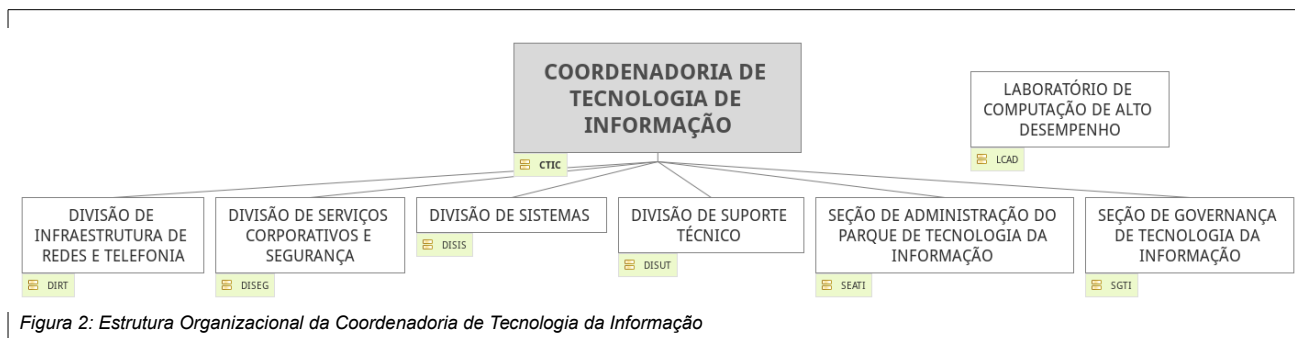 COORDENADORIA DE
TECNOLOGIA DE
INFORMAÇÃO
CTIC
LABORATÓRIO DE
COMPUTAÇÃO DE ALTO
DESEMPENHO
LCAD
DIVISÃO DE
INFRAESTRUTURA DE
REDES E TELEFONIA
DIRT
DIVISÃO DE SERVIÇOS
CORPORATIVOS E
SEGURANÇA
DISEG
DIVISÃO DE SISTEMAS
DISIS
DIVISÃO DE SUPORTE
TÉCNICO
DISUT
SEÇÃO DE ADMINISTRAÇÃO DO
PARQUE DE TECNOLOGIA DA
INFORMAÇÃO
SEATI
SEÇÃO DE GOVERNANÇA
DE TECNOLOGIA DA
INFORMAÇÃO
SGTI
Figura 2: Estrutura Organizacional da Coordenadoria de Tecnologia da Informação